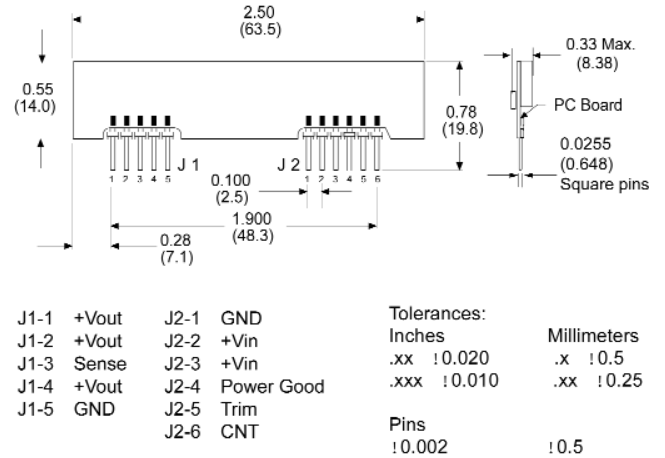 2.50
(63.5)
0.33 Max.
(8.38)
0.55
(14.0)
0.78
(19.8)
PC Board
J 1
J 2
1 2 3 4 5
1 2 3 4 5 6
0.0255
(0.648)
Square pins
0.100
(2.5)
1.900
(48.3)
0.28
(7.1)
J1-1 +Vout
J1-2 +Vout
J1-3 Sense
J1-4 +Vout
J1-5 GND
J2-1 GND
J2-2 +Vin
J2-3 +Vin
J2-4 Power Good
J2-5 Trim
J2-6 CNT
Tolerances:
Inches Millimeters
.xx !0.020 .x !0.5
.xxx !0.010 .xx !0.25
Pins
!0.002 !0.5